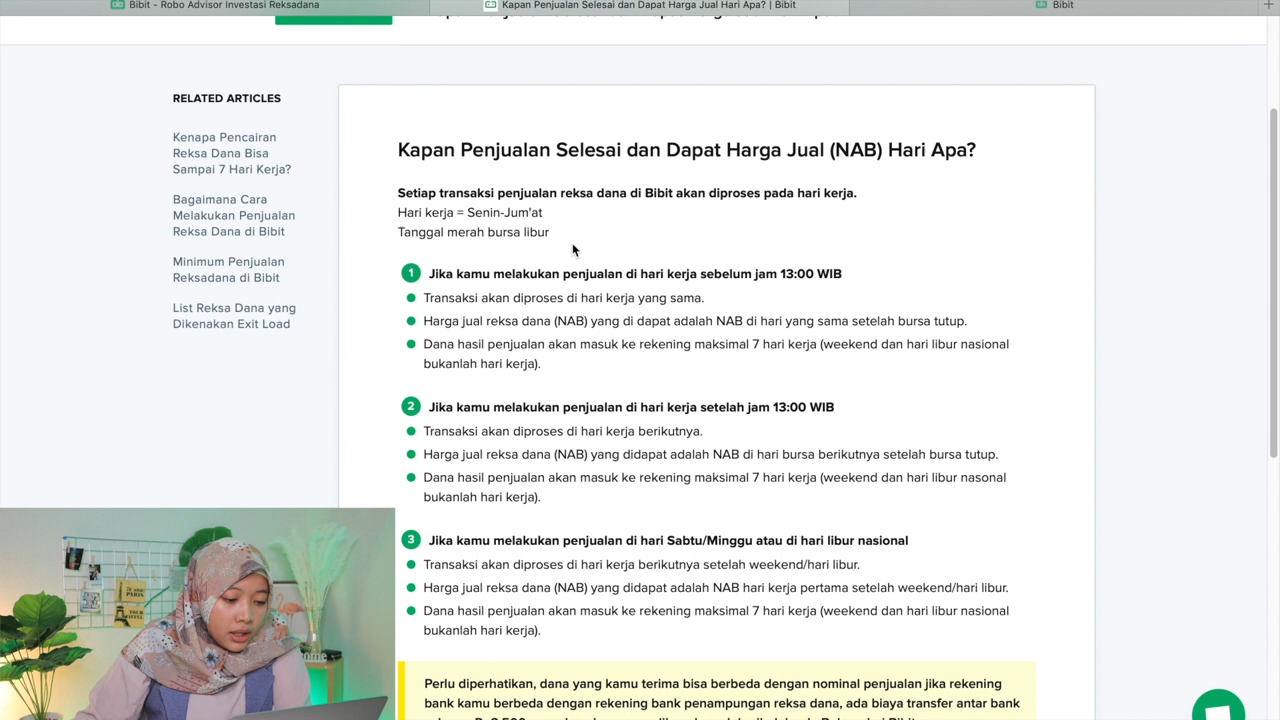 Bibit - Robo Advisor Investasi Reksadana
Kapan Penjualan Selesai dan Dapat Harga Jual Hari Apa? | Bibit
Bibit
RELATED ARTICLES
Kenapa Pencairan
Reksa Dana Bisa
Sampai 7 Hari Kerja?
Bagaimana Cara
Melakukan Penjualan
Reksa Dana di Bibit
Minimum Penjualan
Reksadana di Bibit
List Reksa Dana yang
Dikenakan Exit Load
Kapan Penjualan Selesai dan Dapat Harga Jual (NAB) Hari Apa?
Setiap transaksi penjualan reksa dana di Bibit akan diproses pada hari kerja.
Hari kerja = Senin-Jum'at
Tanggal merah bursa libur
1 Jika kamu melakukan penjualan di hari kerja sebelum jam 13:00 WIB
Transaksi akan diproses di hari kerja yang sama.
Harga jual reksa dana (NAB) yang di dapat adalah NAB di hari yang sama setelah bursa tutup.
Dana hasil penjualan akan masuk ke rekening maksimal 7 hari kerja (weekend dan hari libur nasional
bukanlah hari kerja).
2 Jika kamu melakukan penjualan di hari kerja setelah jam 13:00 WIB
Transaksi akan diproses di hari kerja berikutnya.
Harga jual reksa dana (NAB) yang didapat adalah NAB di hari bursa berikutnya setelah bursa tutup.
Dana hasil penjualan akan masuk ke rekening maksimal 7 hari kerja (weekend dan hari libur nasonal
bukanlah hari kerja).
3 Jika kamu melakukan penjualan di hari Sabtu/Minggu atau di hari libur nasional
Transaksi akan diproses di hari kerja berikutnya setelah weekend/hari libur.
Harga jual reksa dana (NAB) yang didapat adalah NAB hari kerja pertama setelah weekend/hari libur.
Dana hasil penjualan akan masuk ke rekening maksimal 7 hari kerja (weekend dan hari libur nasional
bukanlah hari kerja).
Perlu diperhatikan, dana yang kamu terima bisa berbeda dengan nominal penjualan jika rekening
bank kamu berbeda dengan rekening bank penampungan reksa dana, ada biaya transfer antar bank